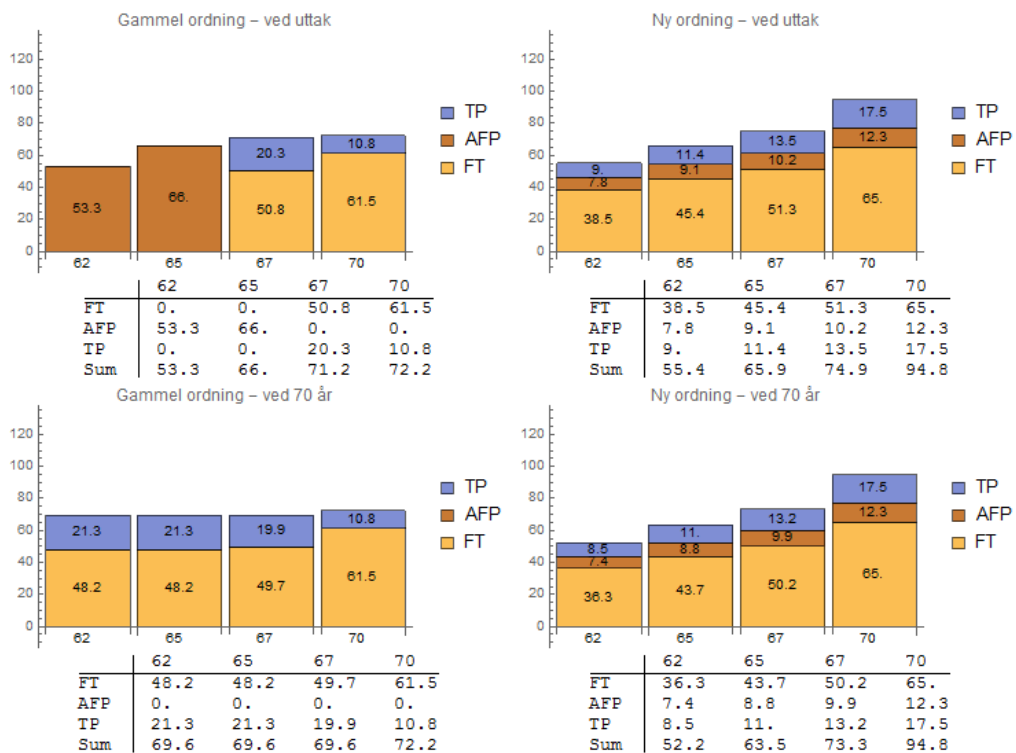 Gammel ordning – ved uttak
120
100
80
60
40
20
0
53.3
66.
20.3
50.8
10.8
61.5
62 65 67 70
TP
AFP
FT
62 65 67 70
FT 0. 0. 50.8 61.5
AFP 53.3 66. 0. 0.
TP 0. 0. 20.3 10.8
Sum 53.3 66. 71.2 72.2
Ny ordning – ved uttak
120
100
80
60
40
20
0
9.
7.8
38.5
11.4
9.1
45.4
13.5
10.2
51.3
17.5
12.3
65.
62 65 67 70
TP
AFP
FT
62 65 67 70
FT 38.5 45.4 51.3 65.
AFP 7.8 9.1 10.2 12.3
TP 9. 11.4 13.5 17.5
Sum 55.4 65.9 74.9 94.8
Gammel ordning – ved 70 år
120
100
80
60
40
20
0
21.3
48.2
21.3
48.2
19.9
49.7
10.8
61.5
62 65 67 70
TP
AFP
FT
62 65 67 70
FT 48.2 48.2 49.7 61.5
AFP 0. 0. 0. 0.
TP 21.3 21.3 19.9 10.8
Sum 69.6 69.6 69.6 72.2
Ny ordning – ved 70 år
120
100
80
60
40
20
0
8.5
7.4
36.3
11.
8.8
43.7
13.2
9.9
50.2
17.5
12.3
65.
62 65 67 70
TP
AFP
FT
62 65 67 70
FT 36.3 43.7 50.2 65.
AFP 7.4 8.8 9.9 12.3
TP 8.5 11. 13.2 17.5
Sum 52.2 63.5 73.3 94.8